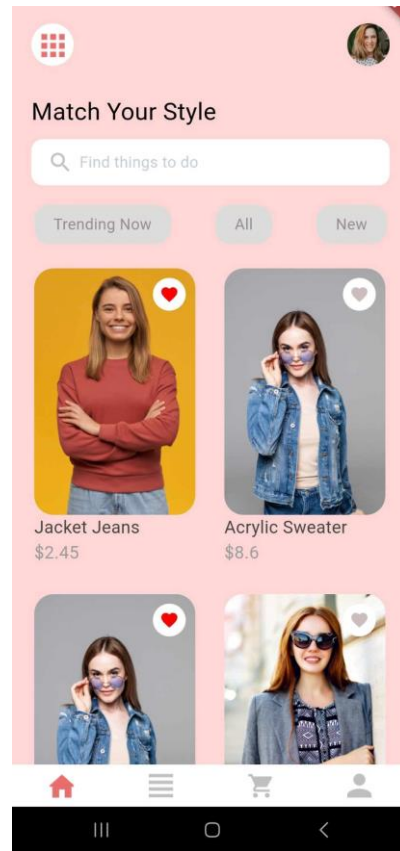 Match Your Style
Find things to do
Trending Now All New
Jacket Jeans Acrylic Sweater
$2.45 $8.6